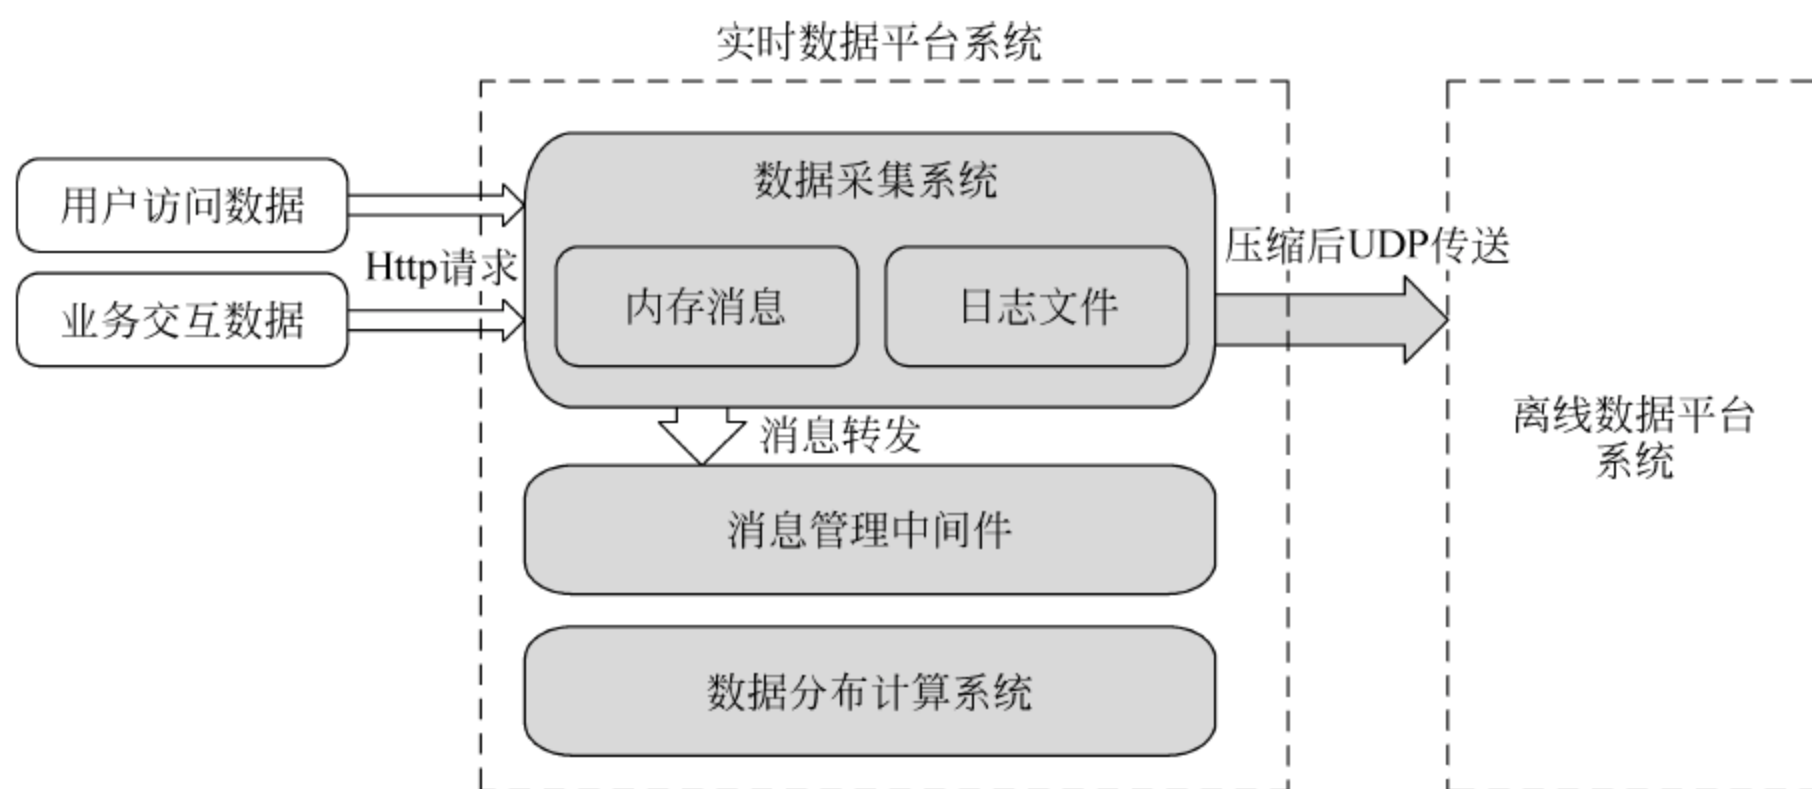 实时数据平台系统
用户访问数据
业务交互数据
Http请求
数据采集系统
内存消息
日志文件
压缩后UDP传送
消息转发
消息管理中间件
数据分布计算系统
离线数据平台
系统